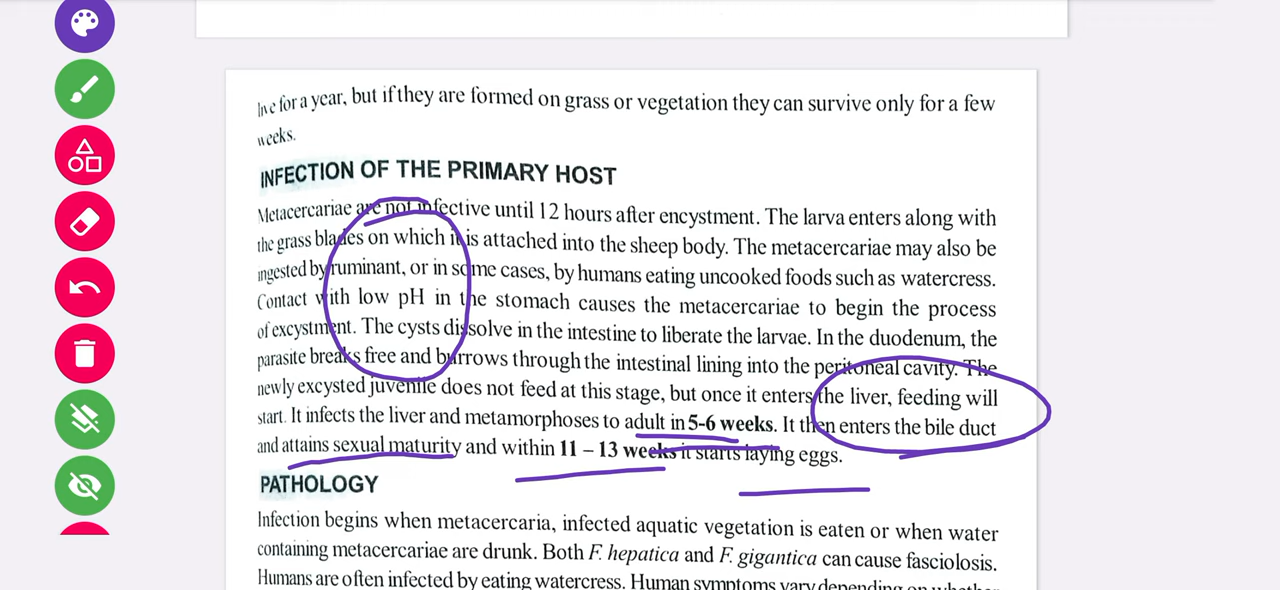 live for a year, but if they are formed on grass or vegetation they can survive only for a few
weeks.
INFECTION OF THE PRIMARY HOST
Metacercariae are not infective until 12 hours after encystment. The larva enters along with
the grass blades on which it is attached into the sheep body. The metacercariae may also be
ingested by ruminant, or in some cases, by humans eating uncooked foods such as watercress.
Contact with low pH in the stomach causes the metacercariae to begin the process
of excystment. The cysts dissolve in the intestine to liberate the larvae. In the duodenum, the
parasite breaks free and burrows through the intestinal lining into the peritoneal cavity. The
newly excysted juvenile does not feed at this stage, but once it enters the liver, feeding will
start. It infects the liver and metamorphoses to adult in 5-6 weeks. It then enters the bile duct
and attains sexual maturity and within 11 – 13 weeks it starts laying eggs.
PATHOLOGY
Infection begins when metacercaria, infected aquatic vegetation is eaten or when water
containing metacercariae are drunk. Both F. hepatica and F. gigantica can cause fasciolosis.
Humans are often infected by eating watercress. Human symptoms vary depending on whether